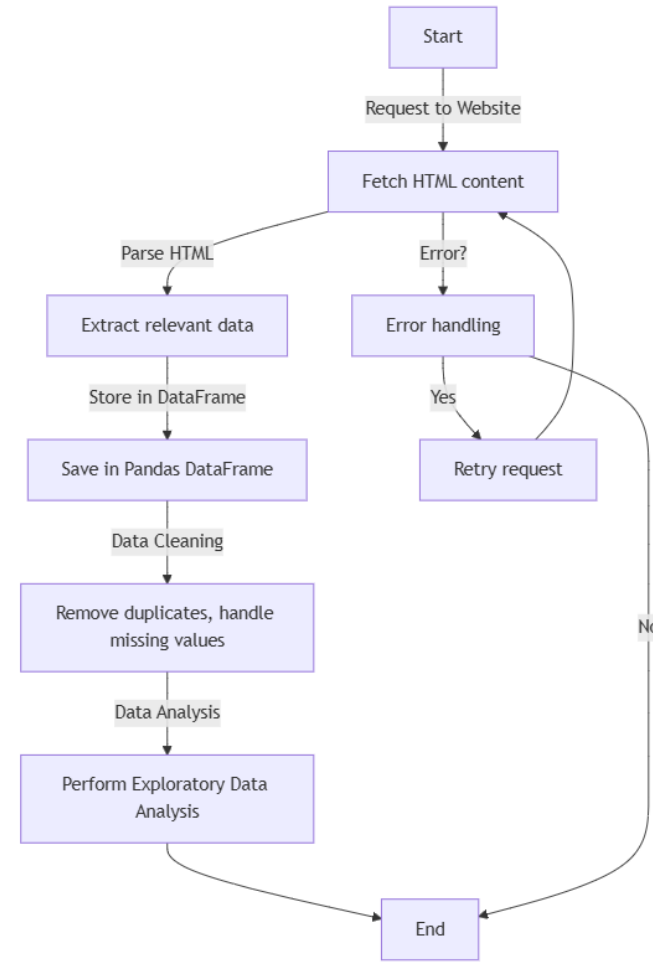 Start
Request to Website
Fetch HTML content
Parse HTML
Error?
Extract relevant data
Error handling
Store in DataFrame
Yes
Save in Pandas DataFrame
Retry request
Data Cleaning
Remove duplicates, handle
missing values
No
Data Analysis
Perform Exploratory Data
Analysis
End